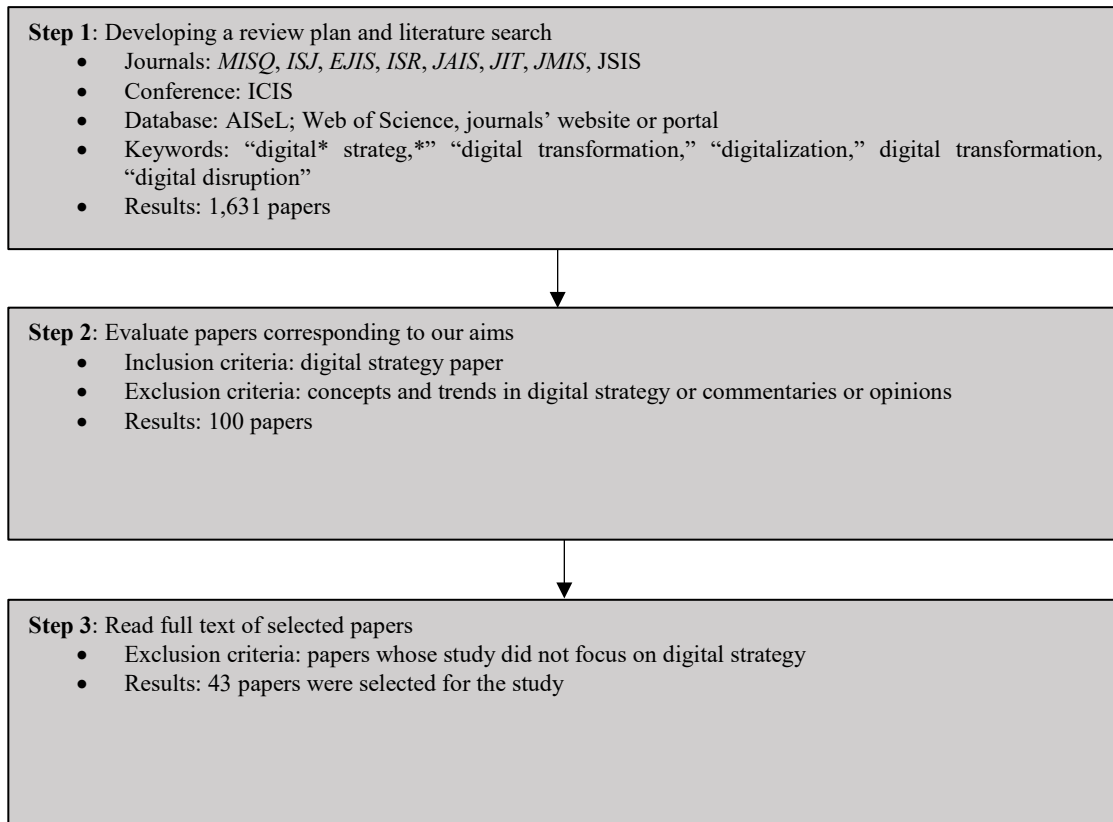 Step 1: Developing a review plan and literature search
• Journals: MISQ, ISJ, EJIS, ISR, JAIS, JIT, JMIS, JSIS
• Conference: ICIS
• Database: AISeL; Web of Science, journals’ website or portal
• Keywords: “digital* strateg,*” “digital transformation,” “digitalization,” digital transformation,
“digital disruption”
• Results: 1,631 papers
Step 2: Evaluate papers corresponding to our aims
• Inclusion criteria: digital strategy paper
• Exclusion criteria: concepts and trends in digital strategy or commentaries or opinions
• Results: 100 papers
Step 3: Read full text of selected papers
• Exclusion criteria: papers whose study did not focus on digital strategy
• Results: 43 papers were selected for the study